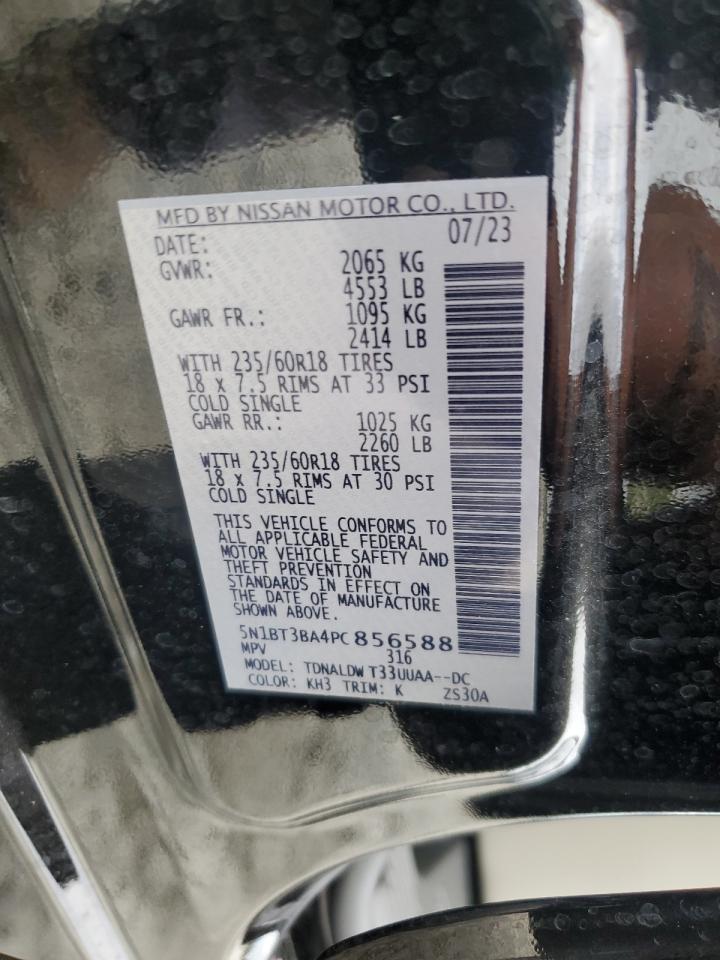 MFD BY NISSAN MOTOR CO., LTD.
DATE: 07/23
GVWR: 2065 KG
4553 LB
GAWR FR.: 1095 KG
2414 LB
WITH 235/60R18 TIRES
18 x 7.5 RIMS AT 33 PSI
COLD SINGLE
GAWR RR.: 1025 KG
2260 LB
WITH 235/60R18 TIRES
18 x 7.5 RIMS AT 30 PSI
COLD SINGLE
THIS VEHICLE CONFORMS TO
ALL APPLICABLE FEDERAL
MOTOR VEHICLE SAFETY AND
THEFT PREVENTION
STANDARDS IN EFFECT ON
THE DATE OF MANUFACTURE
SHOWN ABOVE.
5N1BT3BA4PC856588
MPV 316
MODEL: TDNALDW T33UUAA--DC
COLOR: KH3 TRIM: K ZS30A